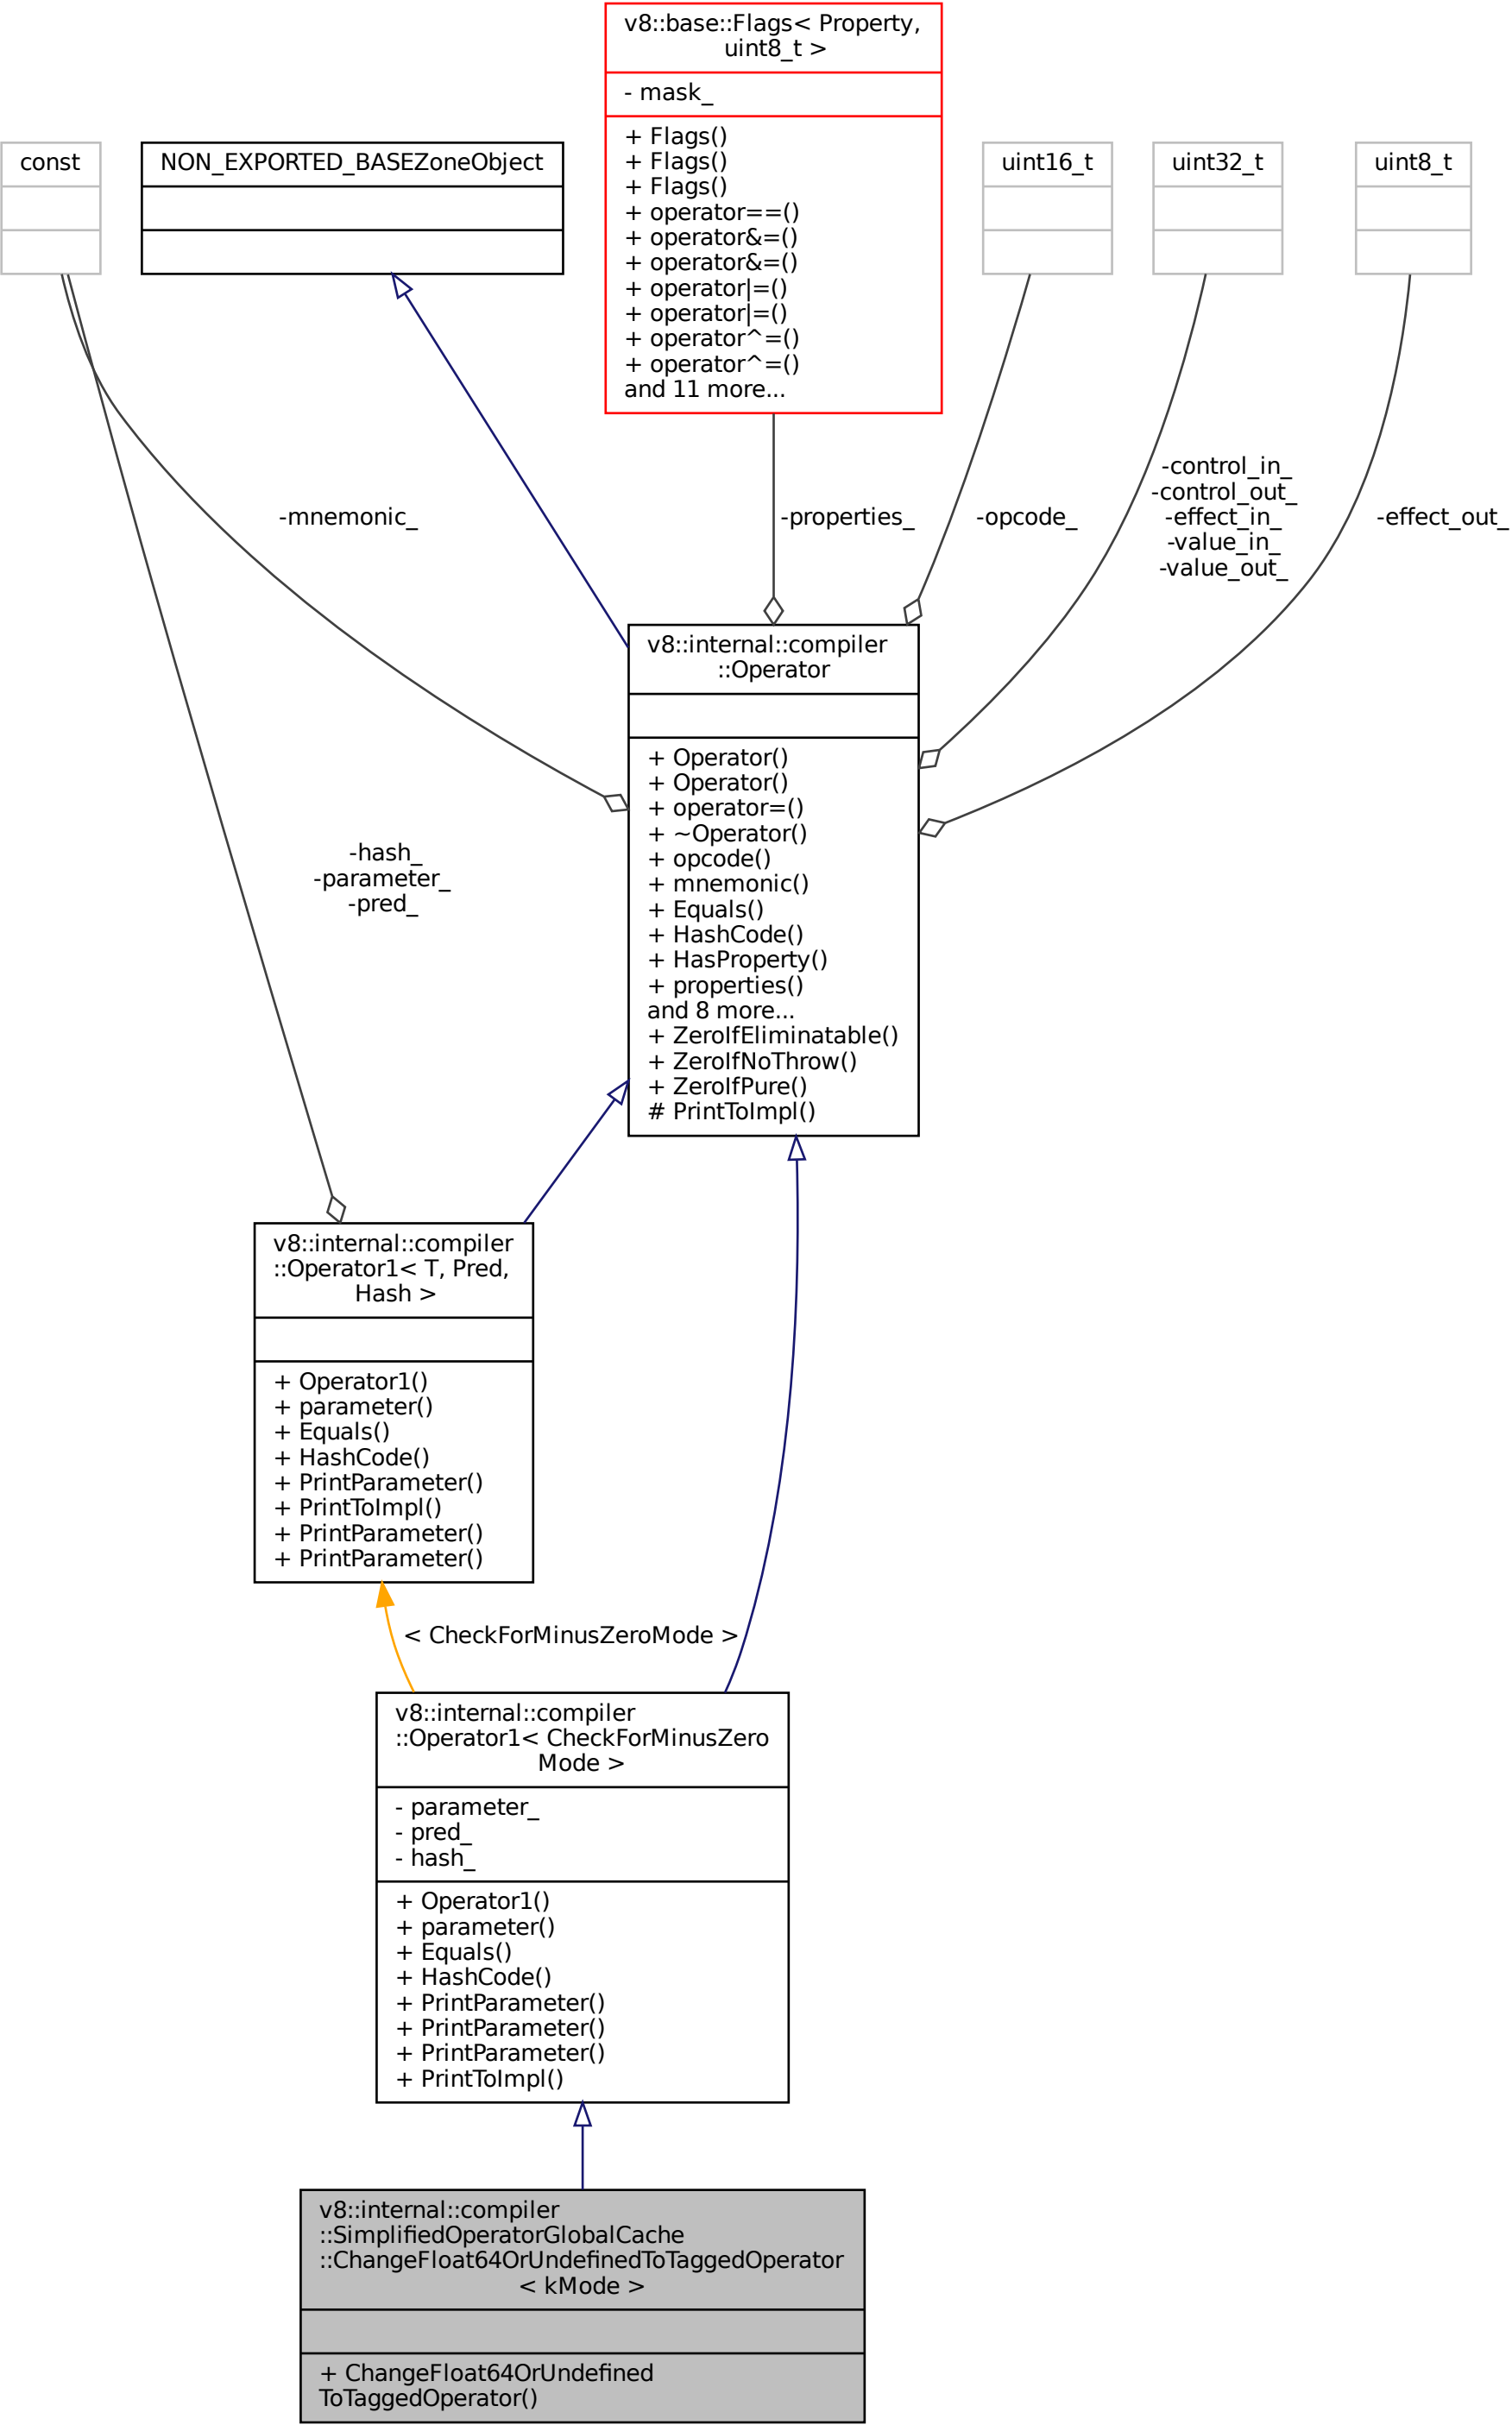 v8::base::Flags< Property,
uint8_t >
- mask_
+ Flags()
+ Flags()
+ Flags()
+ operator==()
+ operator&=()
+ operator&=()
+ operator|=()
+ operator|=()
+ operator^=()
+ operator^=()
and 11 more...
const
NON_EXPORTED_BASEZoneObject
uint16_t
uint32_t
uint8_t
-mnemonic_
-properties_
-opcode_
-control_in_
-control_out_
-effect_in_
-value_in_
-value_out_
-effect_out_
v8::internal::compiler
::Operator
+ Operator()
+ Operator()
+ operator=()
+ ~Operator()
+ opcode()
+ mnemonic()
+ Equals()
+ HashCode()
+ HasProperty()
+ properties()
and 8 more...
+ ZeroIfEliminatable()
+ ZeroIfNoThrow()
+ ZeroIfPure()
# PrintToImpl()
-hash_
-parameter_
-pred_
v8::internal::compiler
::Operator1< T, Pred,
Hash >
+ Operator1()
+ parameter()
+ Equals()
+ HashCode()
+ PrintParameter()
+ PrintToImpl()
+ PrintParameter()
+ PrintParameter()
< CheckForMinusZeroMode >
v8::internal::compiler
::Operator1< CheckForMinusZero
Mode >
- parameter_
- pred_
- hash_
+ Operator1()
+ parameter()
+ Equals()
+ HashCode()
+ PrintParameter()
+ PrintParameter()
+ PrintParameter()
+ PrintToImpl()
v8::internal::compiler
::SimplifiedOperatorGlobalCache
::ChangeFloat64OrUndefinedToTaggedOperator
< kMode >
+ ChangeFloat64OrUndefined
ToTaggedOperator()